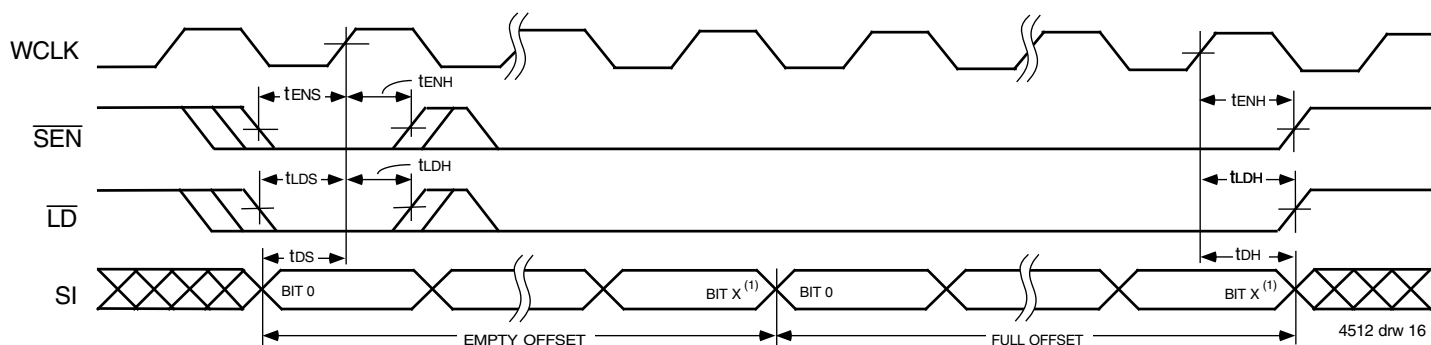 WCLK
tENS
tENH
tENH
SEN
tLDS
tLDH
tLDH
LD
tDS
tDH
SI
BIT 0
BIT X (1)
BIT 0
BIT X (1)
EMPTY OFFSET
FULL OFFSET
4512 drw 16